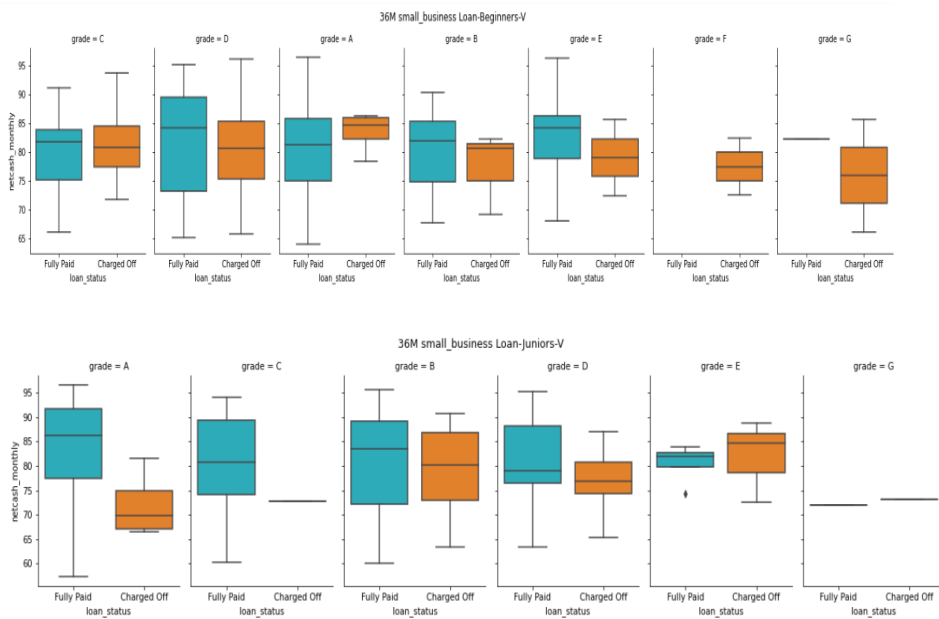 36M small_business Loan-Beginners-V
grade = C grade = D grade = A grade = B grade = E grade = F grade = G
netcash_monthly
95
90
85
80
75
70
65
Fully Paid Charged Off Fully Paid Charged Off Fully Paid Charged Off Fully Paid Charged Off Fully Paid Charged Off Fully Paid Charged Off Fully Paid Charged Off
loan_status loan_status loan_status loan_status loan_status loan_status loan_status
36M small_business Loan-Juniors-V
grade = A grade = C grade = B grade = D grade = E grade = G
netcash_monthly
95
90
85
80
75
70
65
60
Fully Paid Charged Off Fully Paid Charged Off Fully Paid Charged Off Fully Paid Charged Off Fully Paid Charged Off Fully Paid Charged Off
loan_status loan_status loan_status loan_status loan_status loan_status